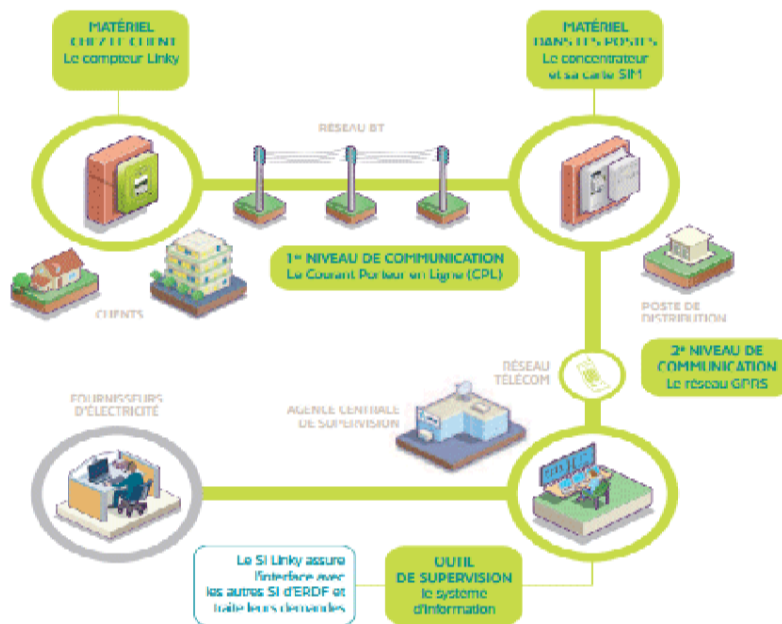 MATÉRIEL
CHEZ LE CLIENT
Le compteur Linky
MATÉRIEL
DANS LES POSTES
Le concentrateur
et sa carte SIM
RÉSEAU BT
1er NIVEAU DE COMMUNICATION
Le Courant Porteur en Ligne (CPL)
CLIENTS
POSTE DE
DISTRIBUTION
RÉSEAU
TÉLÉCOM
2e NIVEAU DE
COMMUNICATION
Le réseau GPRS
FOURNISSEURS
D'ÉLECTRICITÉ
AGENCE CENTRALE
DE SUPERVISION
Le SI Linky assure
l'interface avec
les autres SI d'ERDF et
traite leurs demandes
OUTIL
DE SUPERVISION
le système
d'information